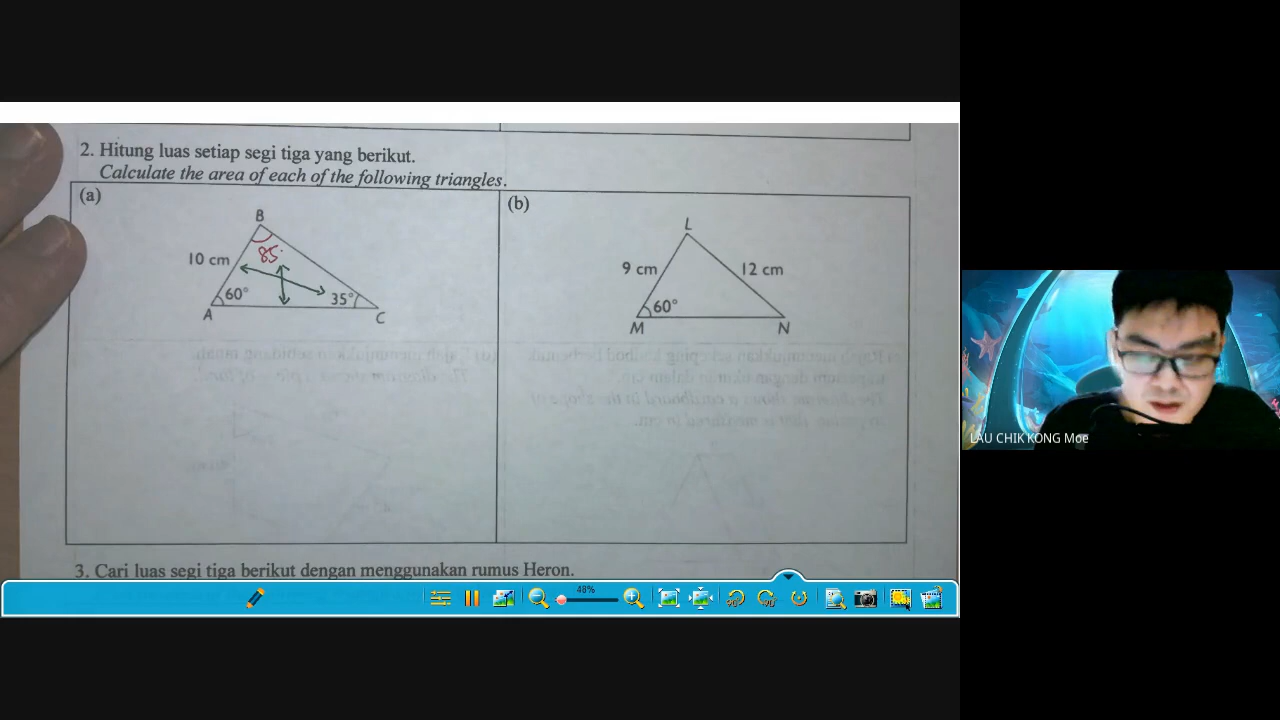 2. Hitung luas setiap segi tiga yang berikut.
Calculate the area of each of the following triangles.
(a)
B
85°
10 cm
60°
35°
A
C
(b)
L
9 cm
12 cm
60°
M
N
3. Cari luas segi tiga berikut dengan menggunakan rumus Heron.
48%
LAU CHIK KONG Moe